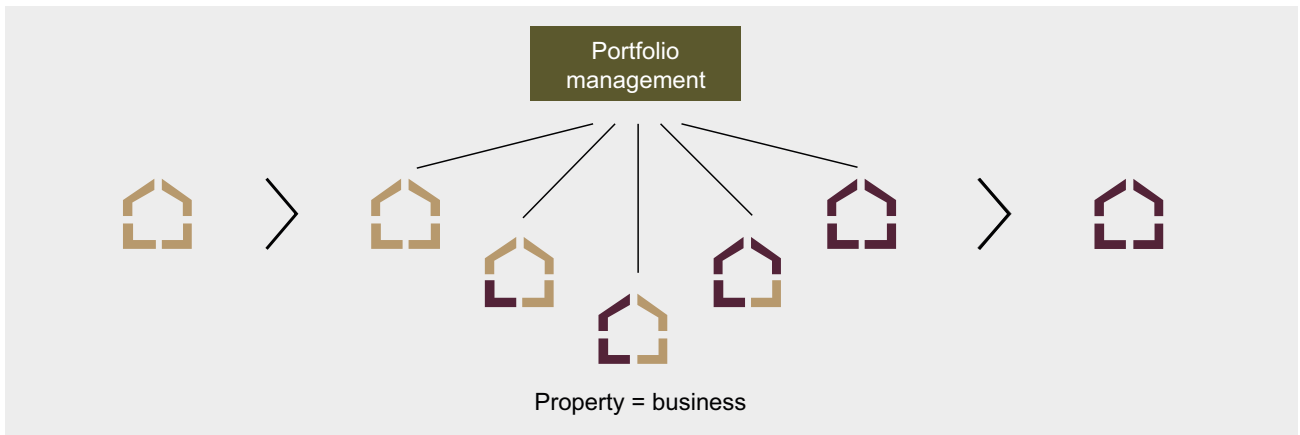 Portfolio
management
Property = business